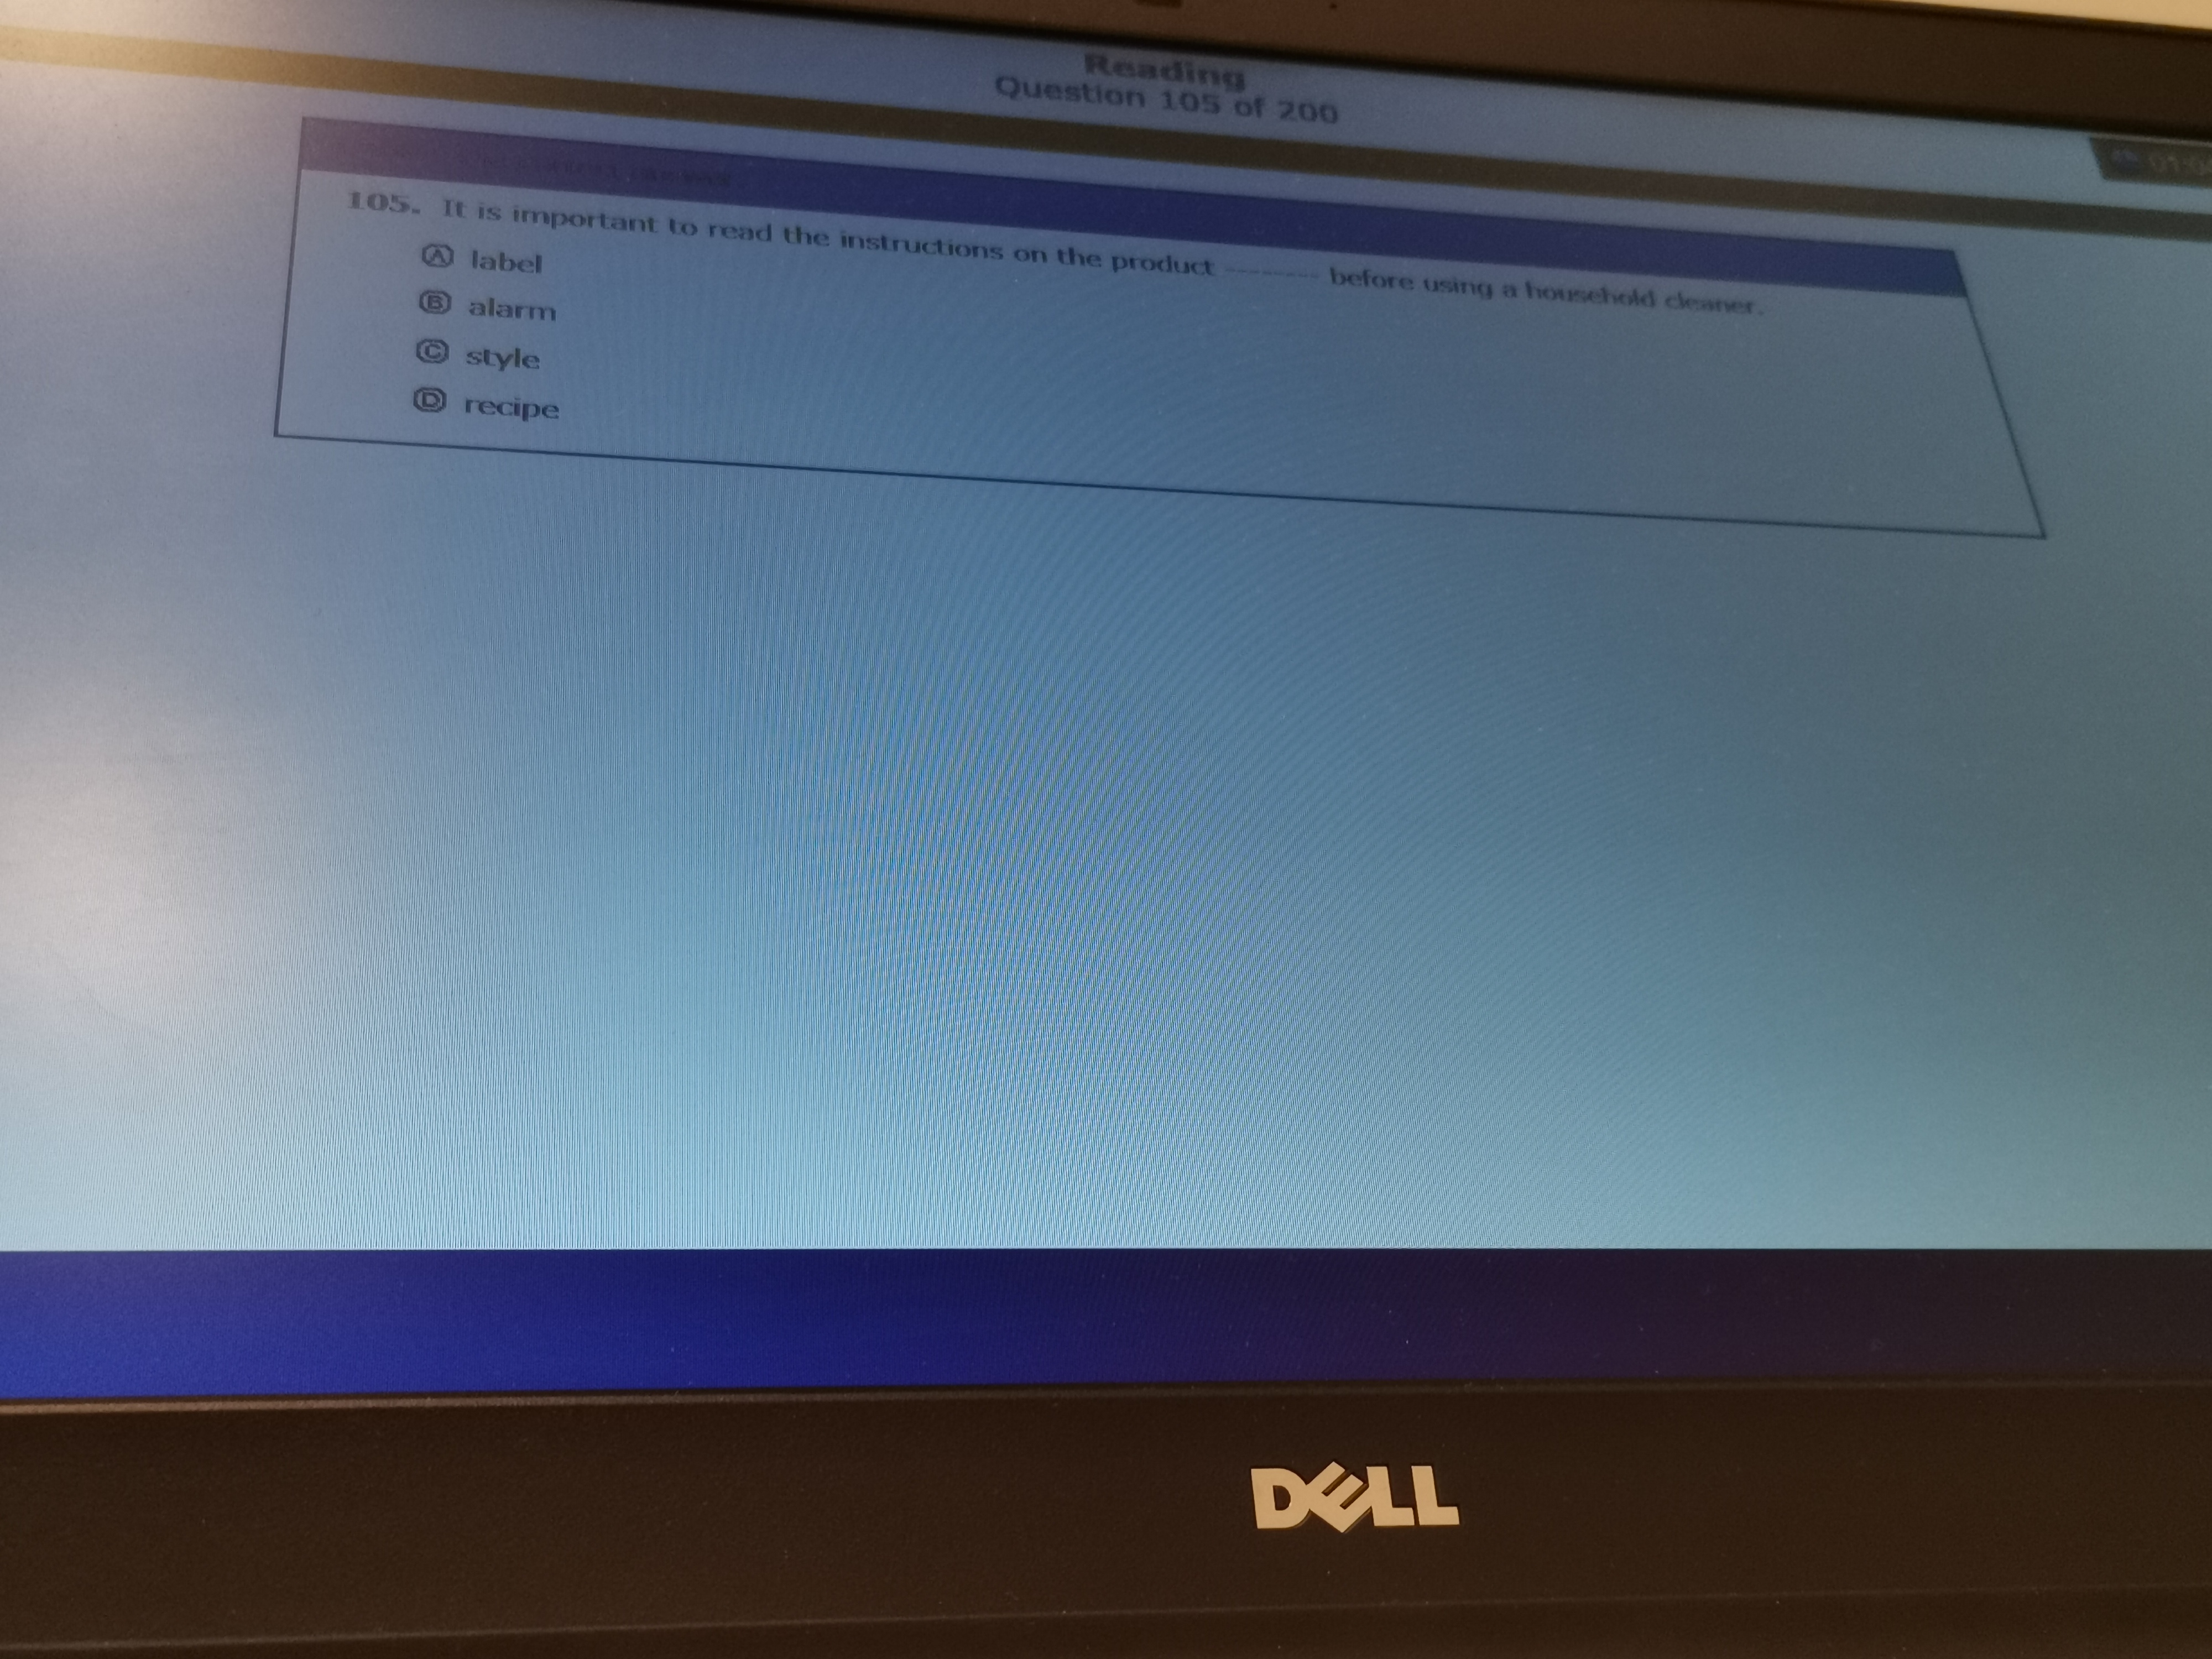 Reading
Question 105 of 200
105. It is important to read the instructions on the product -------- before using a household cleaner.
A label
B alarm
C style
D recipe
DELL